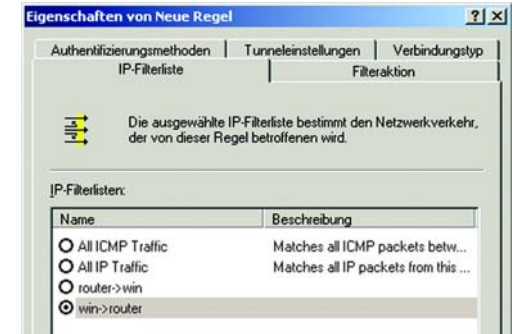 Eigenschaften von Neue Regel
Authentifizierungsmethoden Tunneleinstellungen Verbindungstyp
IP-Filterliste Filteraktion
Die ausgewählte IP-Filterliste bestimmt den Netzwerkverkehr,
der von dieser Regel betroffenen wird.
IP-Filterlisten:
Name Beschreibung
All ICMP Traffic Matches all ICMP packets betw...
All IP Traffic Matches all IP packets from this ...
router->win
win->router